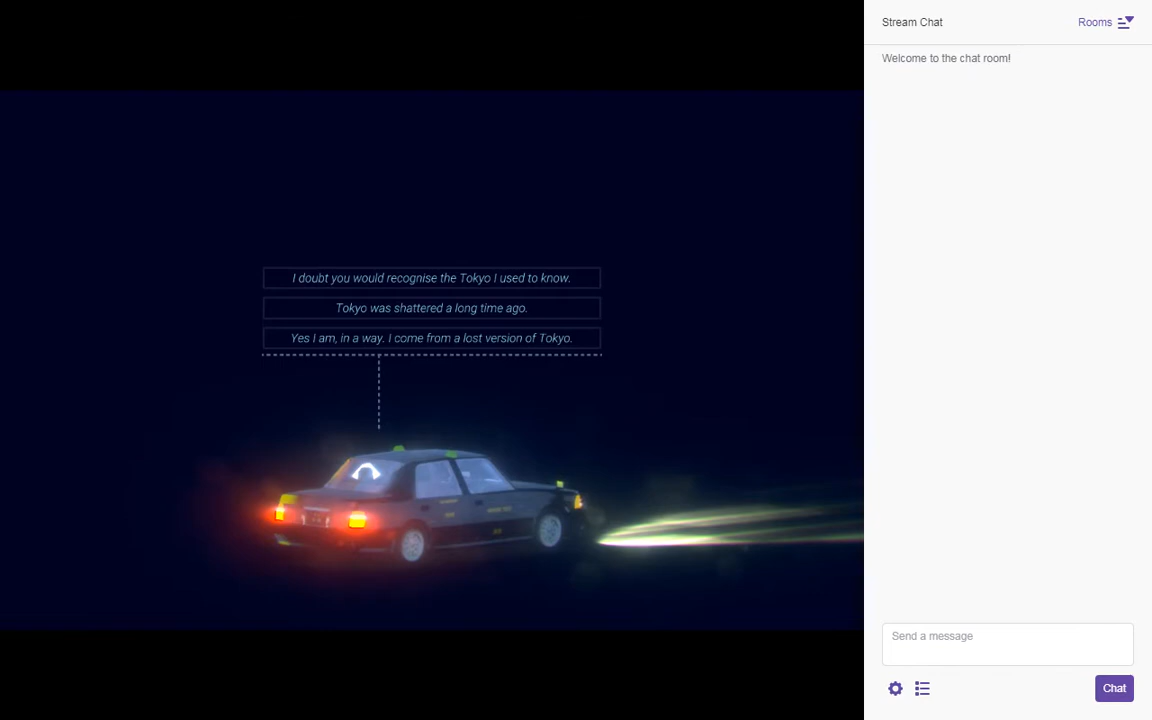 Stream Chat
Rooms
Welcome to the chat room!
I doubt you would recognise the Tokyo I used to know.
Tokyo was shattered a long time ago.
Yes I am, in a way. I come from a lost version of Tokyo.
Send a message
Chat